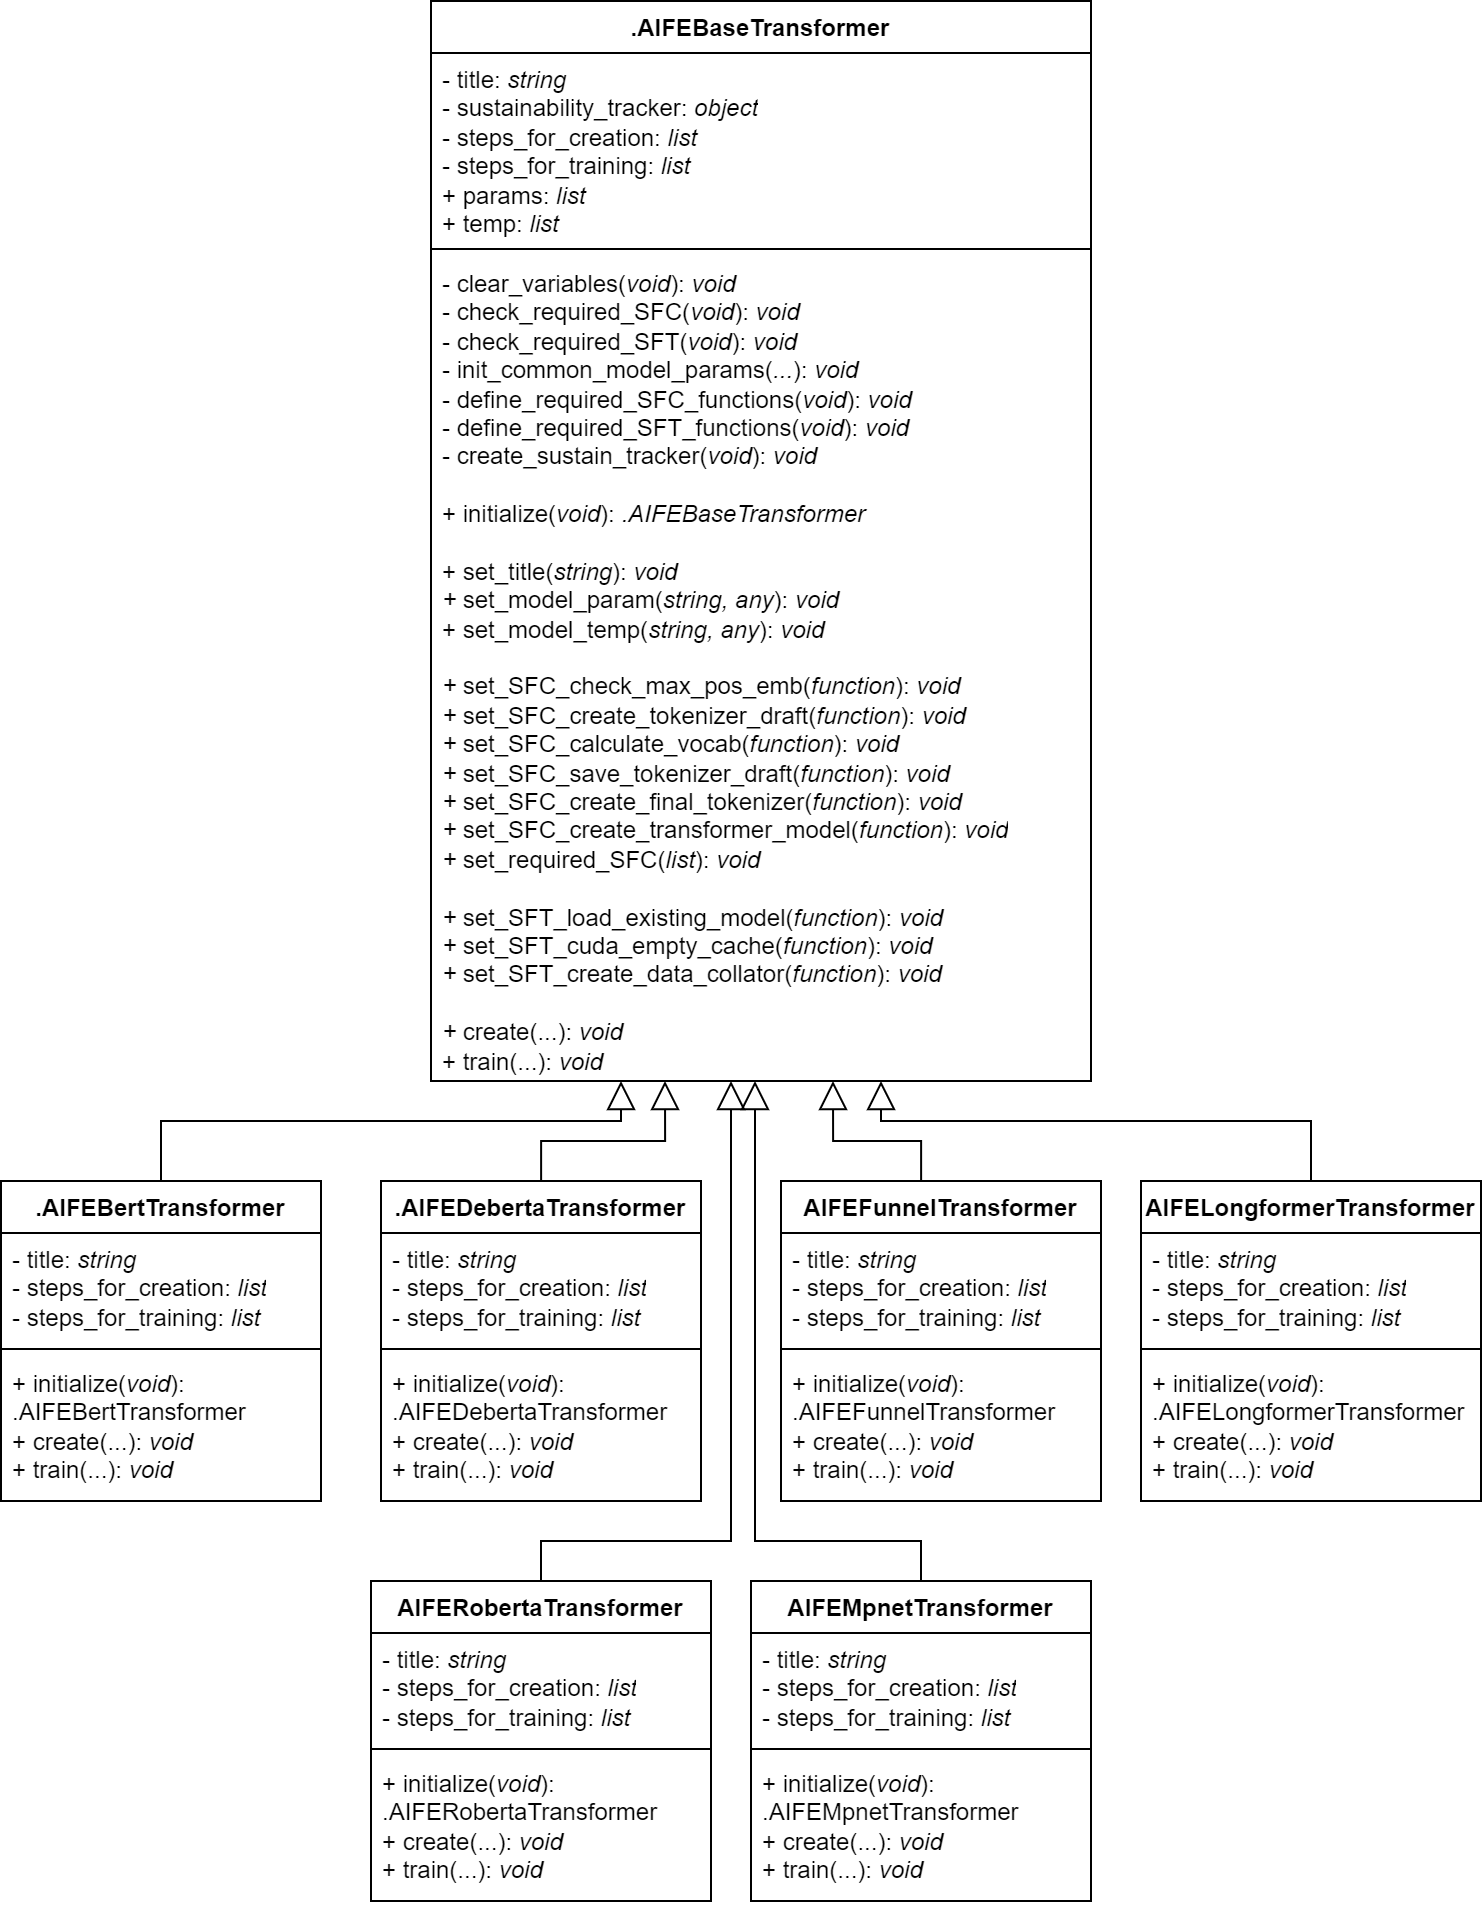 .AIFEBaseTransformer
- title: string
- sustainability_tracker: object
- steps_for_creation: list
- steps_for_training: list
+ params: list
+ temp: list
- clear_variables(void): void
- check_required_SFC(void): void
- check_required_SFT(void): void
- init_common_model_params(...): void
- define_required_SFC_functions(void): void
- define_required_SFT_functions(void): void
- create_sustain_tracker(void): void
+ initialize(void): .AIFEBaseTransformer
+ set_title(string): void
+ set_model_param(string, any): void
+ set_model_temp(string, any): void
+ set_SFC_check_max_pos_emb(function): void
+ set_SFC_create_tokenizer_draft(function): void
+ set_SFC_calculate_vocab(function): void
+ set_SFC_save_tokenizer_draft(function): void
+ set_SFC_create_final_tokenizer(function): void
+ set_SFC_create_transformer_model(function): void
+ set_required_SFC(list): void
+ set_SFT_load_existing_model(function): void
+ set_SFT_cuda_empty_cache(function): void
+ set_SFT_create_data_collator(function): void
+ create(...): void
+ train(...): void
.AIFEBertTransformer
- title: string
- steps_for_creation: list
- steps_for_training: list
+ initialize(void):
.AIFEBertTransformer
+ create(...): void
+ train(...): void
.AIFEDebertaTransformer
- title: string
- steps_for_creation: list
- steps_for_training: list
+ initialize(void):
.AIFEDebertaTransformer
+ create(...): void
+ train(...): void
AIFEFunnelTransformer
- title: string
- steps_for_creation: list
- steps_for_training: list
+ initialize(void):
.AIFEFunnelTransformer
+ create(...): void
+ train(...): void
AIFELongformerTransformer
- title: string
- steps_for_creation: list
- steps_for_training: list
+ initialize(void):
.AIFELongformerTransformer
+ create(...): void
+ train(...): void
AIFERobertaTransformer
- title: string
- steps_for_creation: list
- steps_for_training: list
+ initialize(void):
.AIFERobertaTransformer
+ create(...): void
+ train(...): void
AIFEMpnetTransformer
- title: string
- steps_for_creation: list
- steps_for_training: list
+ initialize(void):
.AIFEMpnetTransformer
+ create(...): void
+ train(...): void